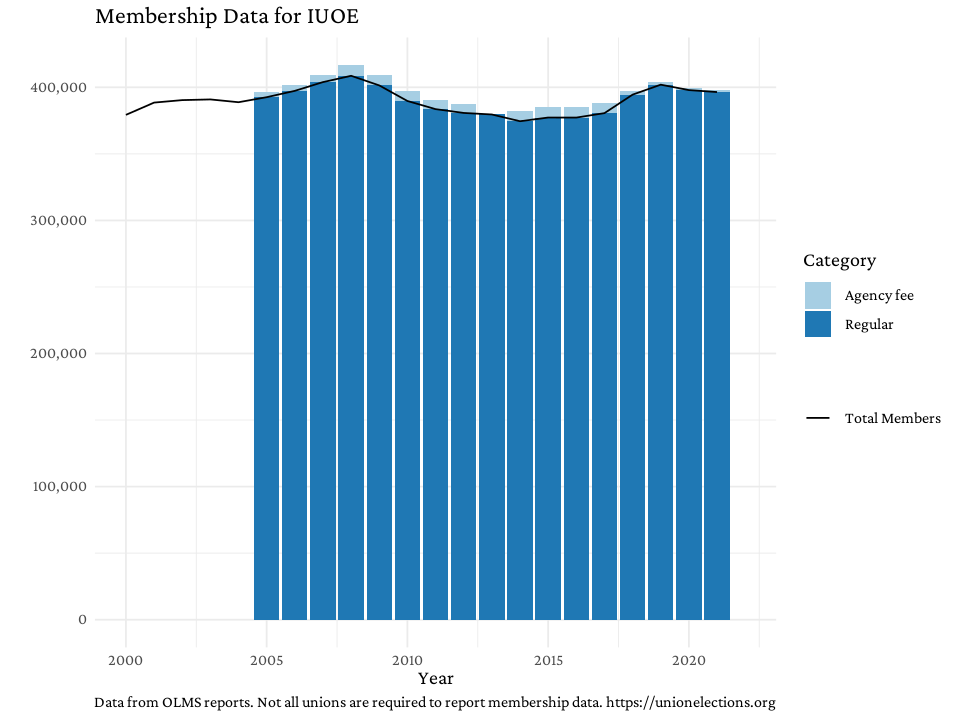 Membership Data for IUOE
400,000
300,000
200,000
100,000
0
2000 2005 2010 2015 2020
Year
Category
Agency fee
Regular
Total Members
Data from OLMS reports. Not all unions are required to report membership data. https://unionelections.org